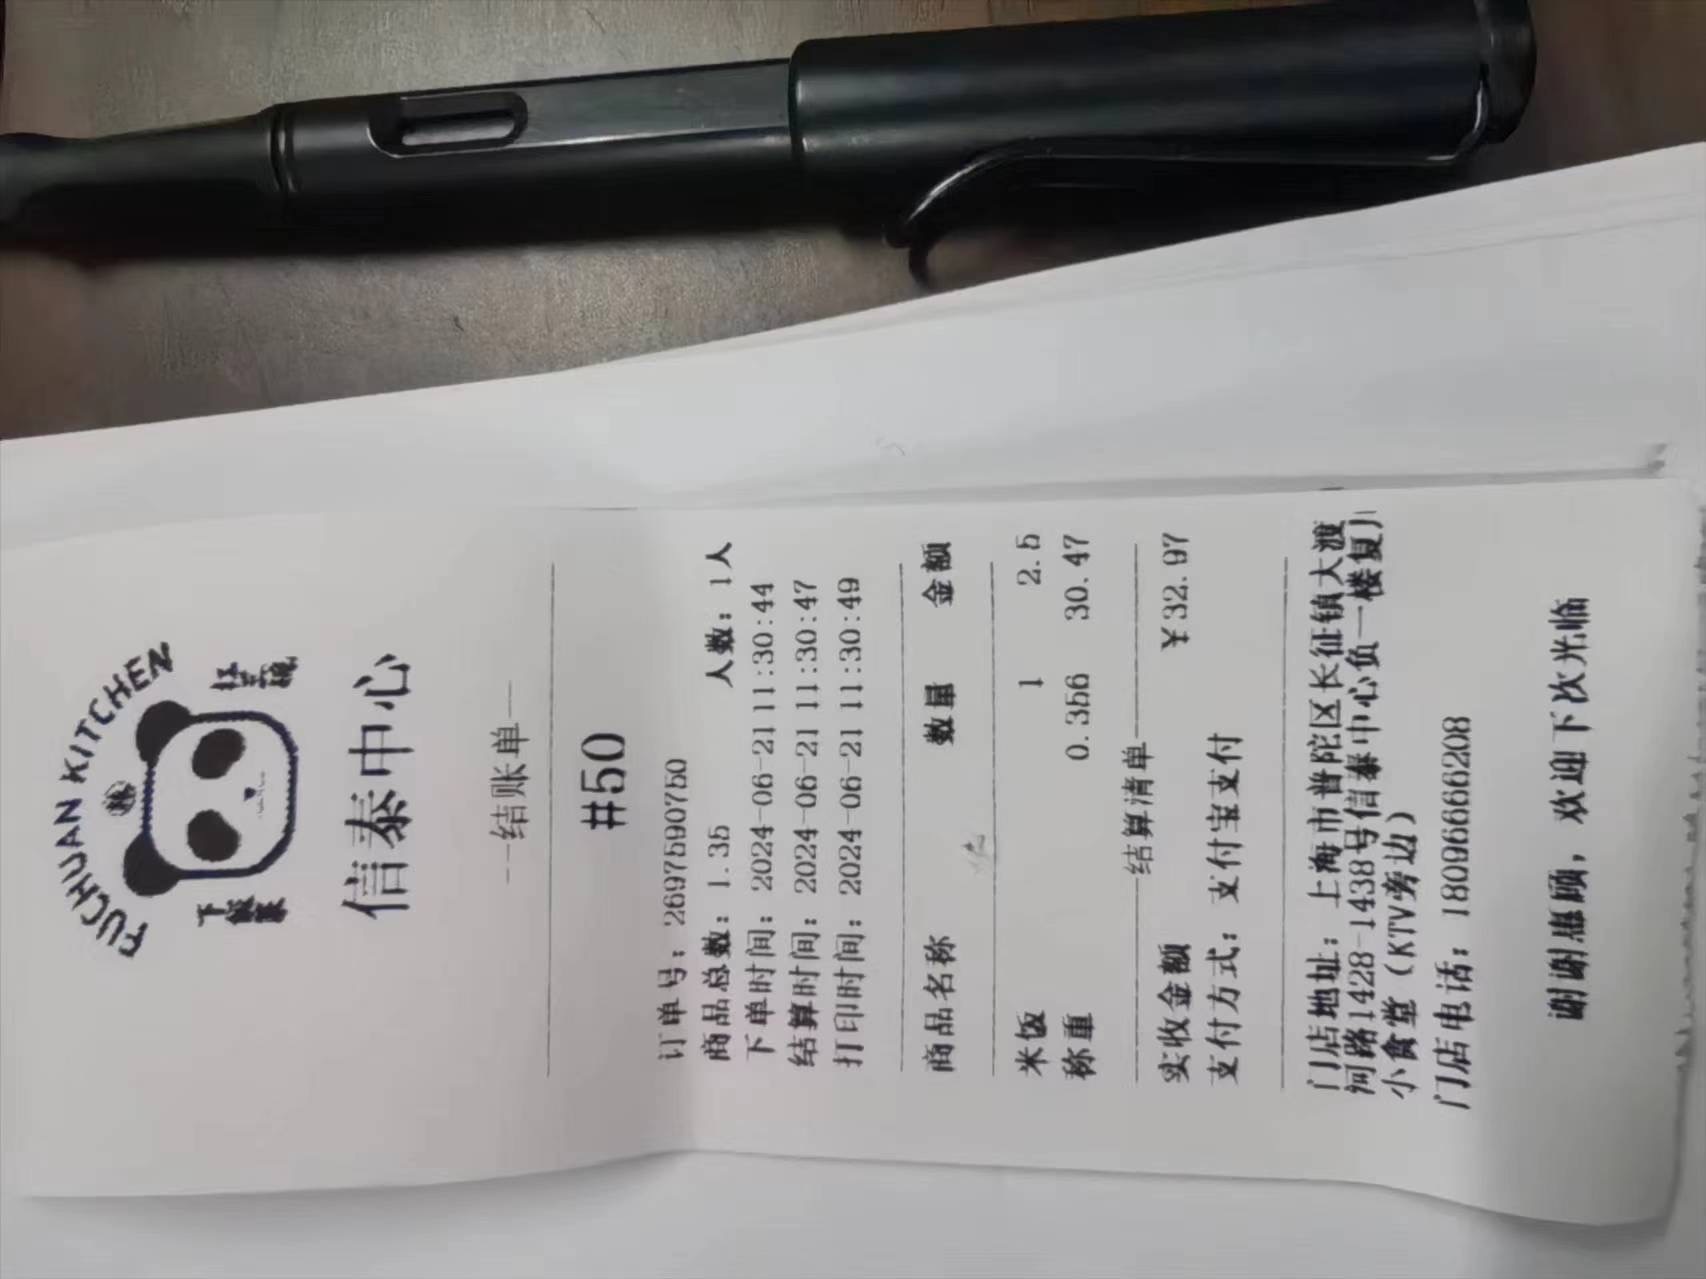 FUCHUAN KITCHEN
信泰中心
--结账单—
#50
订单号：2697590750
商品总数：1.35 人数：1人
下单时间：2024-06-21 11:30:44
结算时间：2024-06-21 11:30:47
打印时间：2024-06-21 11:30:49
商品名称 数量 金额
米饭 1 2.5
称重 0.356 30.47
结算清单
实收金额 ￥32.97
支付方式：支付宝支付
门店地址：上海市普陀区长征镇大渡
河路1428-1438号信泰中心负一楼复
小食堂（KTV旁边）
门店电话：18096666208
谢谢惠顾，欢迎下次光临